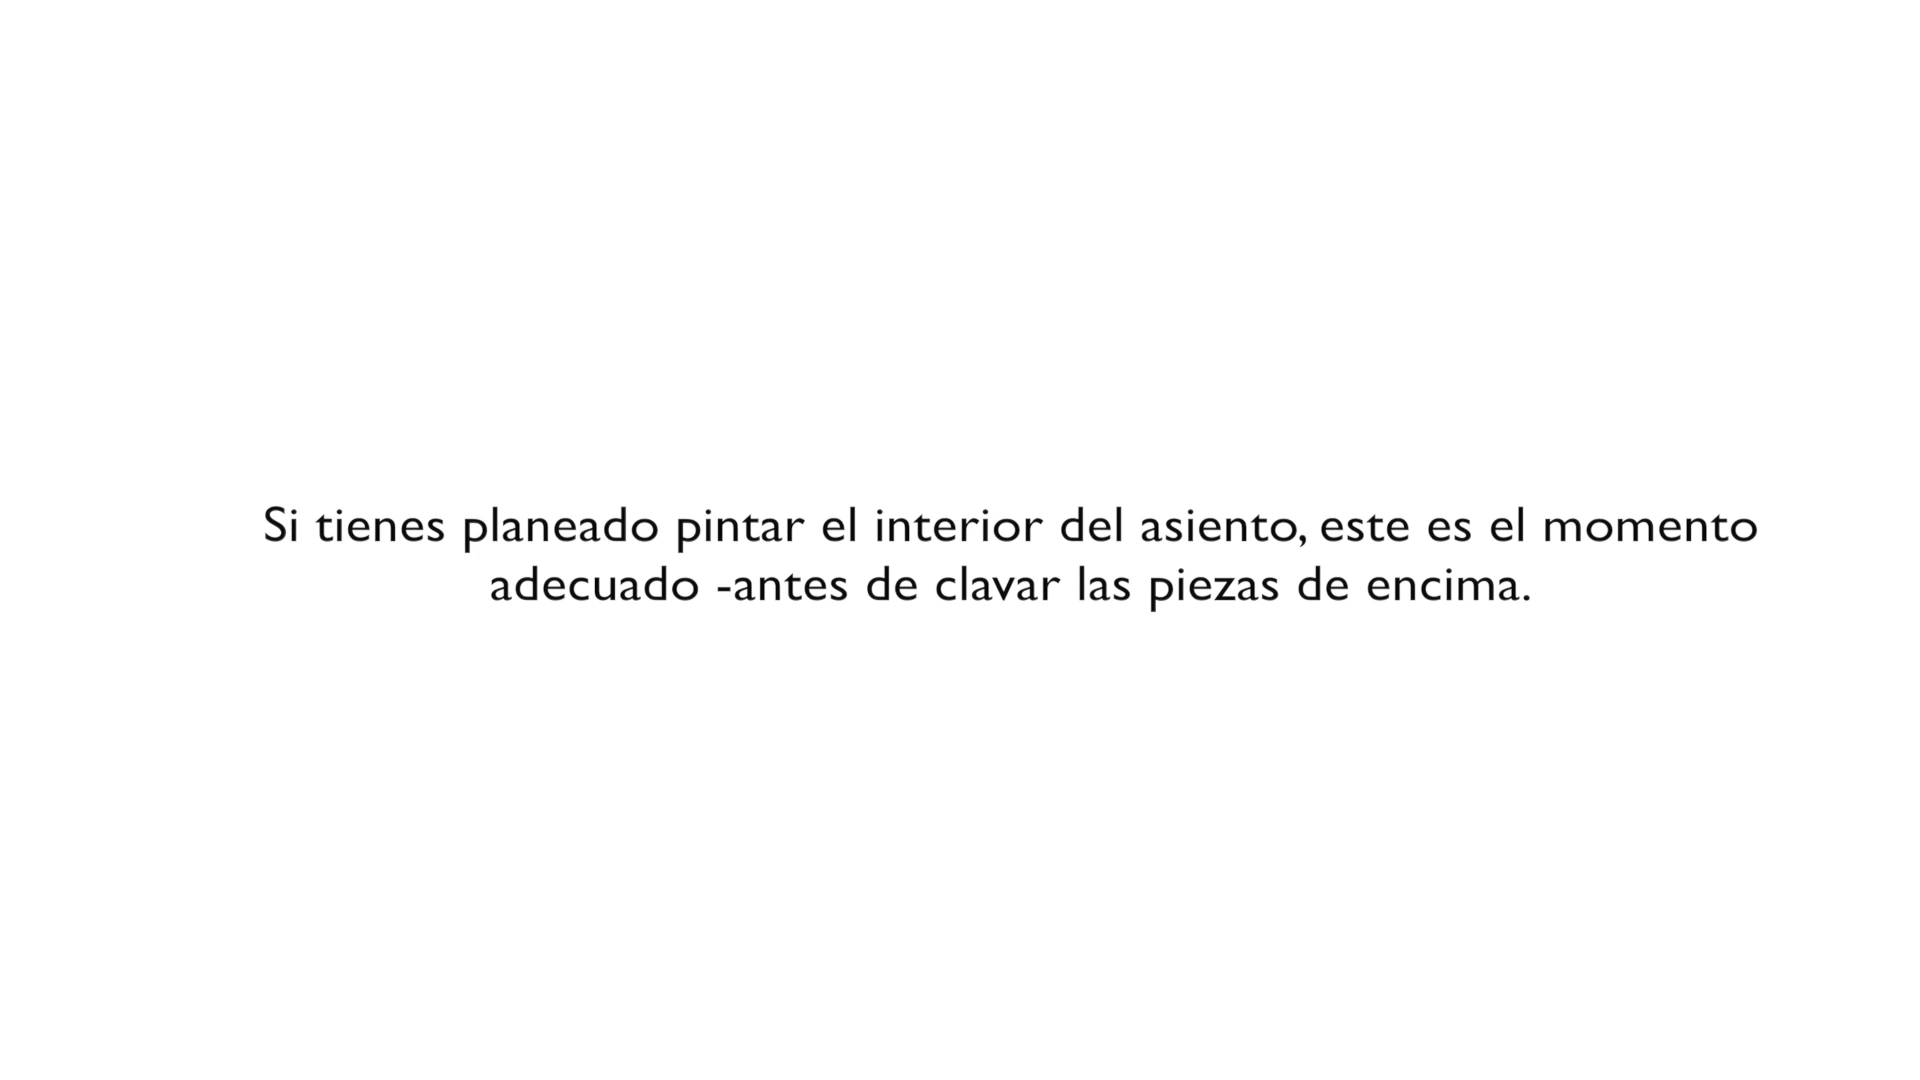 Si tienes planeado pintar el interior del asiento, este es el momento
adecuado -antes de clavar las piezas de encima.